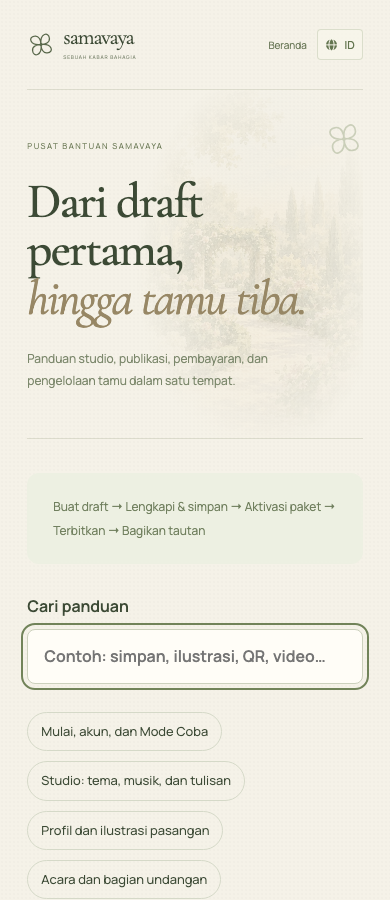 samavaya
SEBUAH KABAR BAHAGIA
Beranda
ID
PUSAT BANTUAN SAMAVAYA
Dari draft
pertama,
hingga tamu tiba.
Panduan studio, publikasi, pembayaran, dan
pengelolaan tamu dalam satu tempat.
Buat draft → Lengkapi & simpan → Aktivasi paket →
Terbitkan → Bagikan tautan
Cari panduan
Contoh: simpan, ilustrasi, QR, video…
Mulai, akun, dan Mode Coba
Studio: tema, musik, dan tulisan
Profil dan ilustrasi pasangan
Acara dan bagian undangan